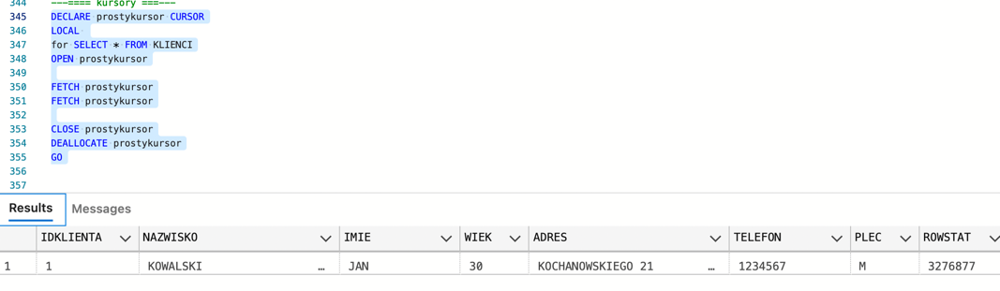 344 ---==== kursory ===---
345 DECLARE prostykursor CURSOR
346 LOCAL
347 for SELECT * FROM KLIENCI
348 OPEN prostykursor
349
350 FETCH prostykursor
351 FETCH prostykursor
352
353 CLOSE prostykursor
354 DEALLOCATE prostykursor
355 GO
356
357
Results Messages
IDKLIENTA NAZWISKO IMIE WIEK ADRES TELEFON PLEC ROWSTAT
1 1 KOWALSKI … JAN 30 KOCHANOWSKIEGO 21 … 1234567 M 3276877